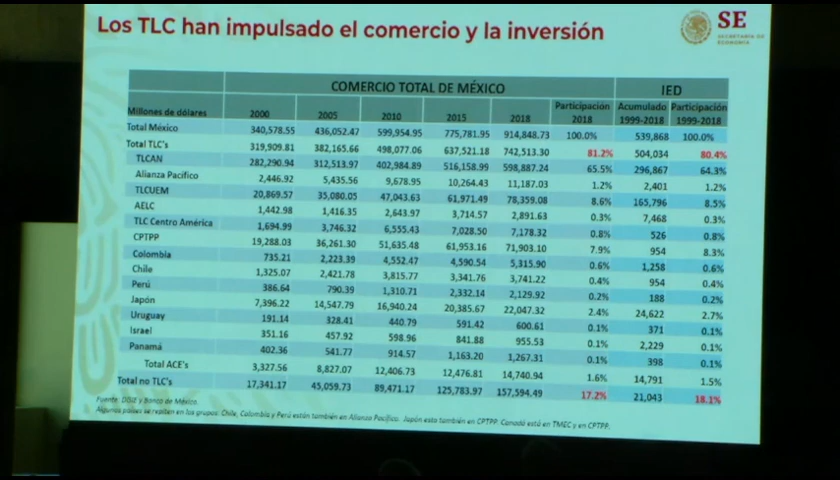 Los TLC han impulsado el comercio y la inversión
SE
SECRETARÍA DE
ECONOMÍA
COMERCIO TOTAL DE MÉXICO IED
Millones de dólares 2000 2005 2010 2015 2018 Participación 2018 Acumulado 1999-2018 Participación 1999-2018
Total México 340,578.55 436,052.47 599,954.95 775,781.95 914,848.73 100.0% 539,868 100.0%
Total TLC's 319,909.81 382,165.66 498,077.06 637,521.18 742,513.30 81.2% 504,034 80.4%
TLCAN 282,290.94 312,513.97 402,984.89 516,158.99 598,887.24 65.5% 296,867 64.3%
Alianza Pacífico 2,446.92 5,435.56 9,678.95 10,264.43 11,187.03 1.2% 2,401 1.2%
TLCUEM 20,869.57 35,080.05 47,043.63 61,971.49 78,359.08 8.6% 165,796 8.5%
AELC 1,442.98 1,416.35 2,643.97 3,714.57 2,891.63 0.3% 7,468 0.3%
TLC Centro América 1,694.99 3,746.32 6,555.43 7,028.50 7,178.32 0.8% 526 0.8%
CPTPP 19,288.03 36,261.30 51,635.48 61,953.16 71,903.10 7.9% 954 8.3%
Colombia 735.21 2,223.39 4,552.47 4,590.54 5,315.90 0.6% 1,258 0.6%
Chile 1,325.07 2,421.78 3,815.77 3,341.76 3,741.22 0.4% 954 0.4%
Perú 386.64 790.39 1,310.71 2,332.14 2,129.92 0.2% 188 0.2%
Japón 7,396.22 14,547.79 16,940.24 20,385.67 22,047.32 2.4% 24,622 2.7%
Uruguay 191.14 328.41 440.79 591.42 600.61 0.1% 371 0.1%
Israel 351.16 457.92 598.96 841.88 955.53 0.1% 2,229 0.1%
Panamá 402.36 541.77 914.57 1,163.20 1,267.31 0.1% 398 0.1%
Total ACE's 3,327.56 8,827.07 12,406.73 12,476.81 14,740.94 1.6% 14,791 1.5%
Total no TLC's 17,341.17 45,059.73 89,471.17 125,783.97 157,594.49 17.2% 21,043 18.1%
Fuente: DGIE y Banco de México.
Algunos países se repiten en los grupos: Chile, Colombia y Perú están también en Alianza Pacífico. Japón esta también en CPTPP. Canadá está en TMEC y en CPTPP.